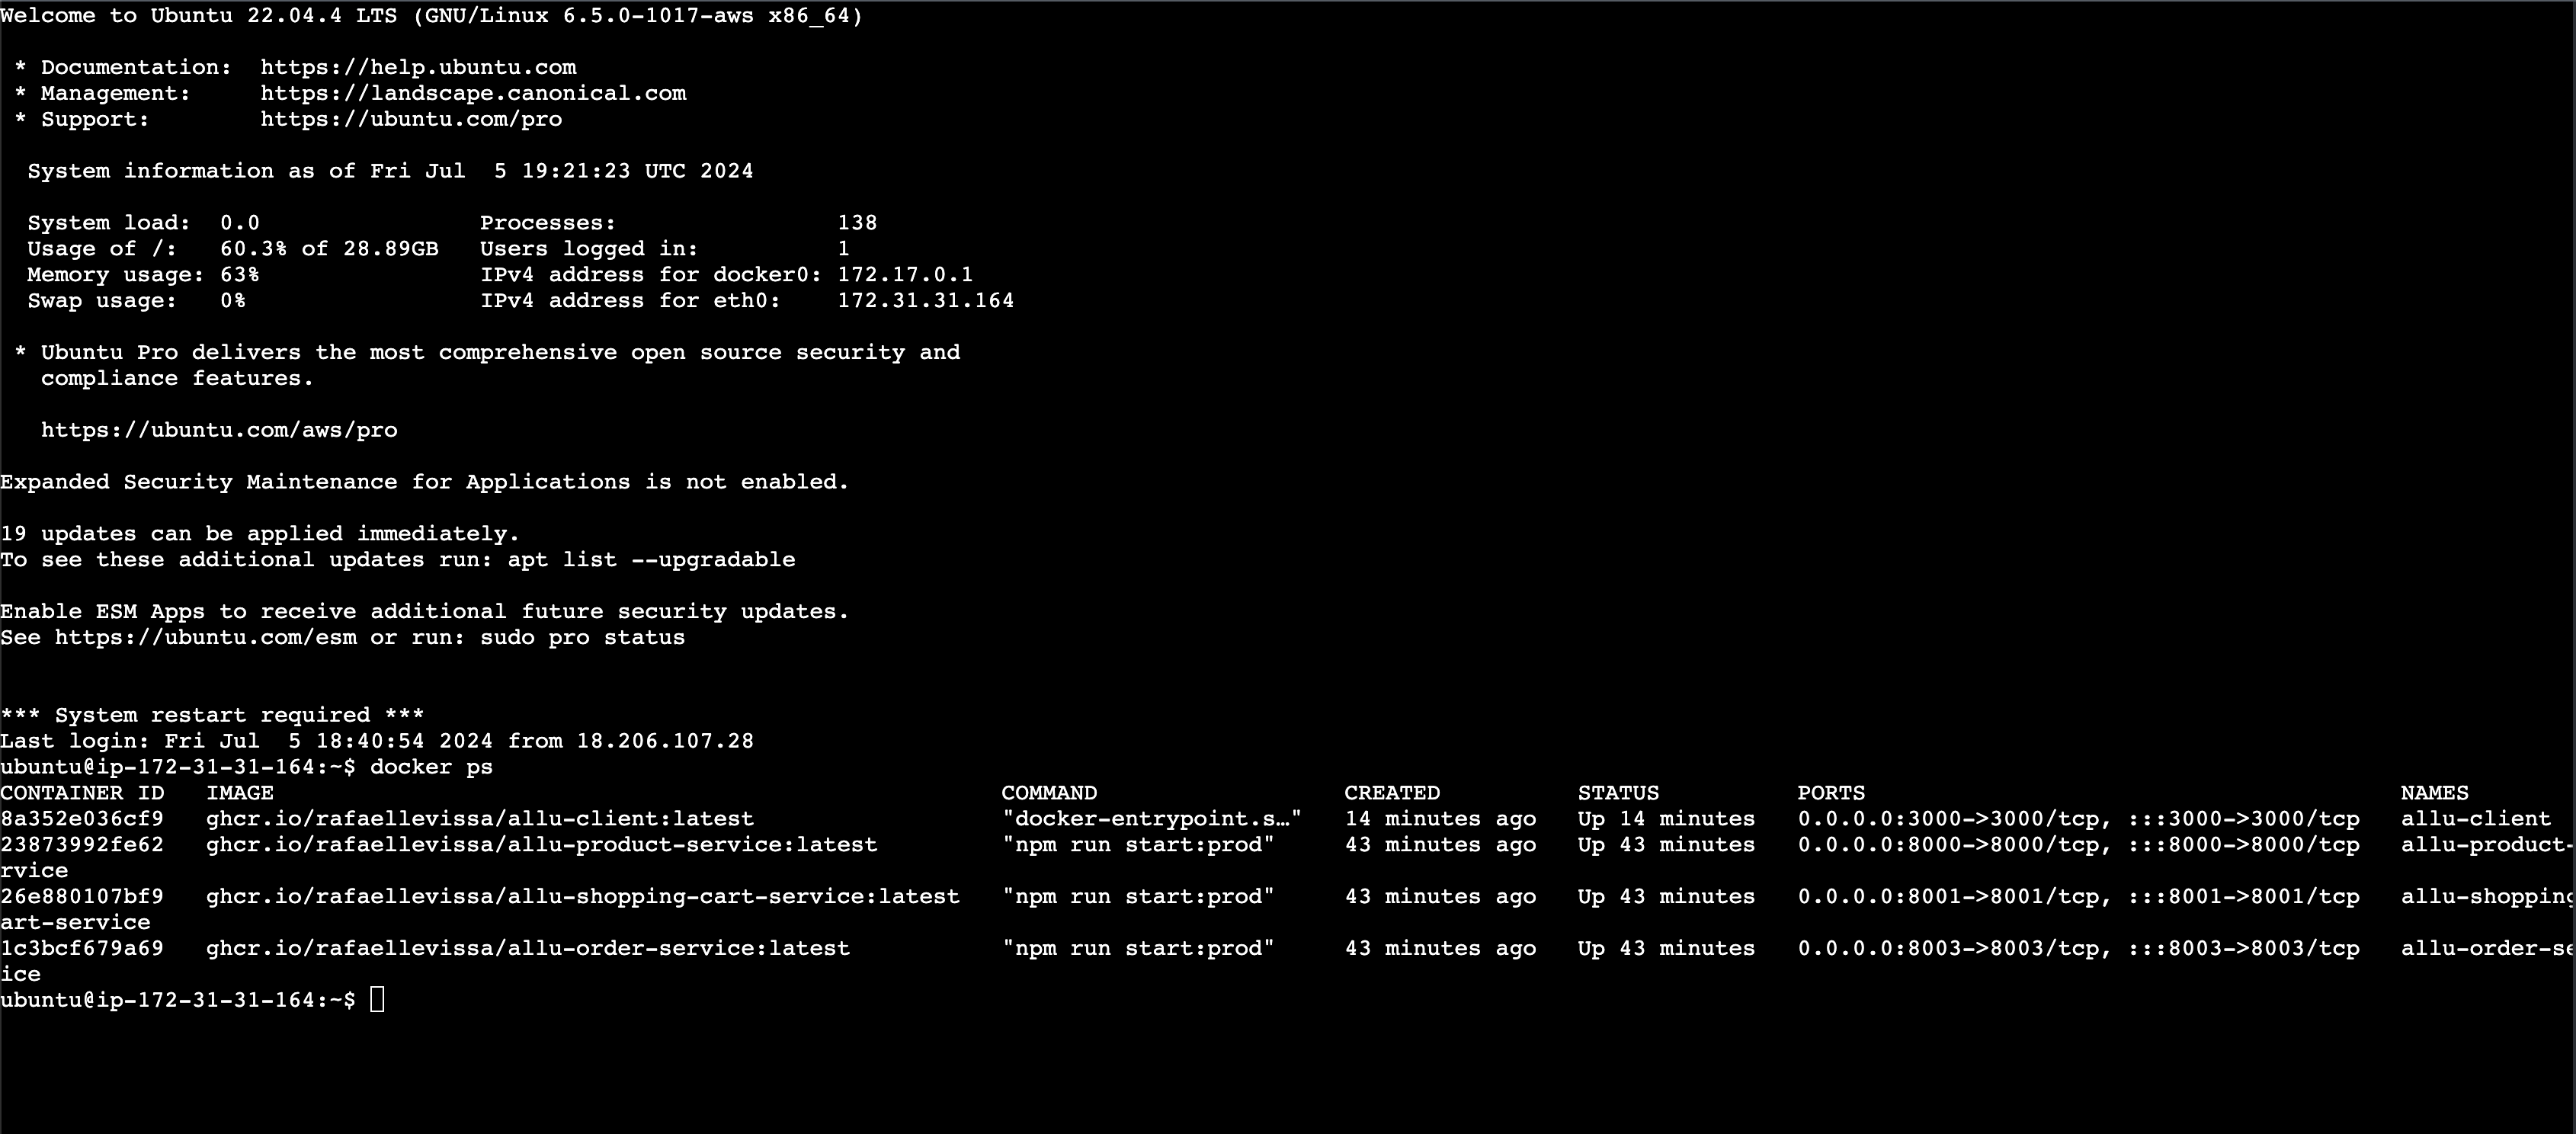 Welcome to Ubuntu 22.04.4 LTS (GNU/Linux 6.5.0-1017-aws x86_64)
* Documentation:  https://help.ubuntu.com
* Management:     https://landscape.canonical.com
* Support:        https://ubuntu.com/pro
System information as of Fri Jul  5 19:21:23 UTC 2024
System load:  0.0                Processes:                138
Usage of /:   60.3% of 28.89GB   Users logged in:          1
Memory usage: 63%                IPv4 address for docker0: 172.17.0.1
Swap usage:   0%                 IPv4 address for eth0:    172.31.31.164
* Ubuntu Pro delivers the most comprehensive open source security and
compliance features.
https://ubuntu.com/aws/pro
Expanded Security Maintenance for Applications is not enabled.
19 updates can be applied immediately.
To see these additional updates run: apt list --upgradable
Enable ESM Apps to receive additional future security updates.
See https://ubuntu.com/esm or run: sudo pro status
*** System restart required ***
Last login: Fri Jul  5 18:40:54 2024 from 18.206.107.28
ubuntu@ip-172-31-31-164:~$ docker ps
CONTAINER ID   IMAGE                                                     COMMAND                  CREATED          STATUS          PORTS                                       NAMES
8a352e036cf9   ghcr.io/rafaellevissa/allu-client:latest                  "docker-entrypoint.s…"   14 minutes ago   Up 14 minutes   0.0.0.0:3000->3000/tcp, :::3000->3000/tcp   allu-client
23873992fe62   ghcr.io/rafaellevissa/allu-product-service:latest         "npm run start:prod"     43 minutes ago   Up 43 minutes   0.0.0.0:8000->8000/tcp, :::8000->8000/tcp   allu-product-
rvice
26e880107bf9   ghcr.io/rafaellevissa/allu-shopping-cart-service:latest   "npm run start:prod"     43 minutes ago   Up 43 minutes   0.0.0.0:8001->8001/tcp, :::8001->8001/tcp   allu-shopping
art-service
1c3bcf679a69   ghcr.io/rafaellevissa/allu-order-service:latest           "npm run start:prod"     43 minutes ago   Up 43 minutes   0.0.0.0:8003->8003/tcp, :::8003->8003/tcp   allu-order-se
ice
ubuntu@ip-172-31-31-164:~$